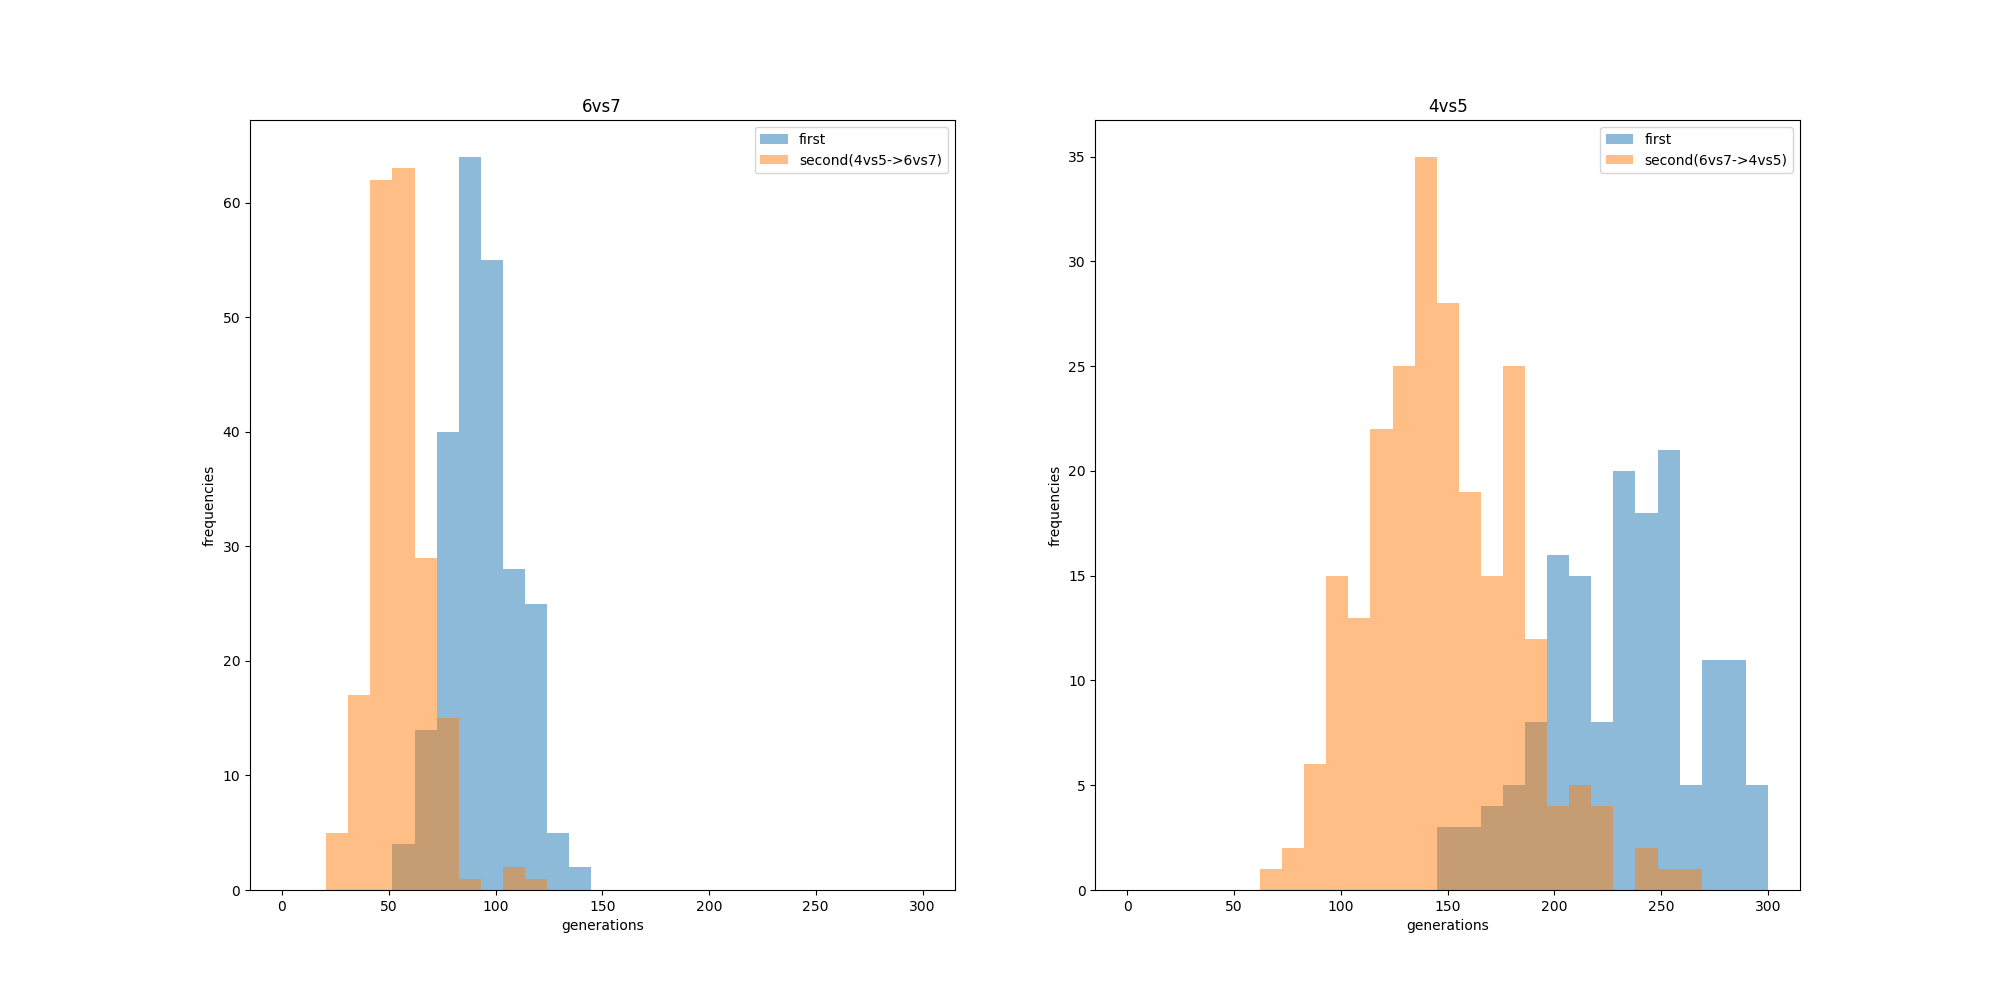 6vs7
first
second(4vs5->6vs7)
60
50
40
30
20
10
0
frequencies
0 50 100 150 200 250 300
generations
4vs5
first
second(6vs7->4vs5)
35
30
25
20
15
10
5
0
frequencies
0 50 100 150 200 250 300
generations